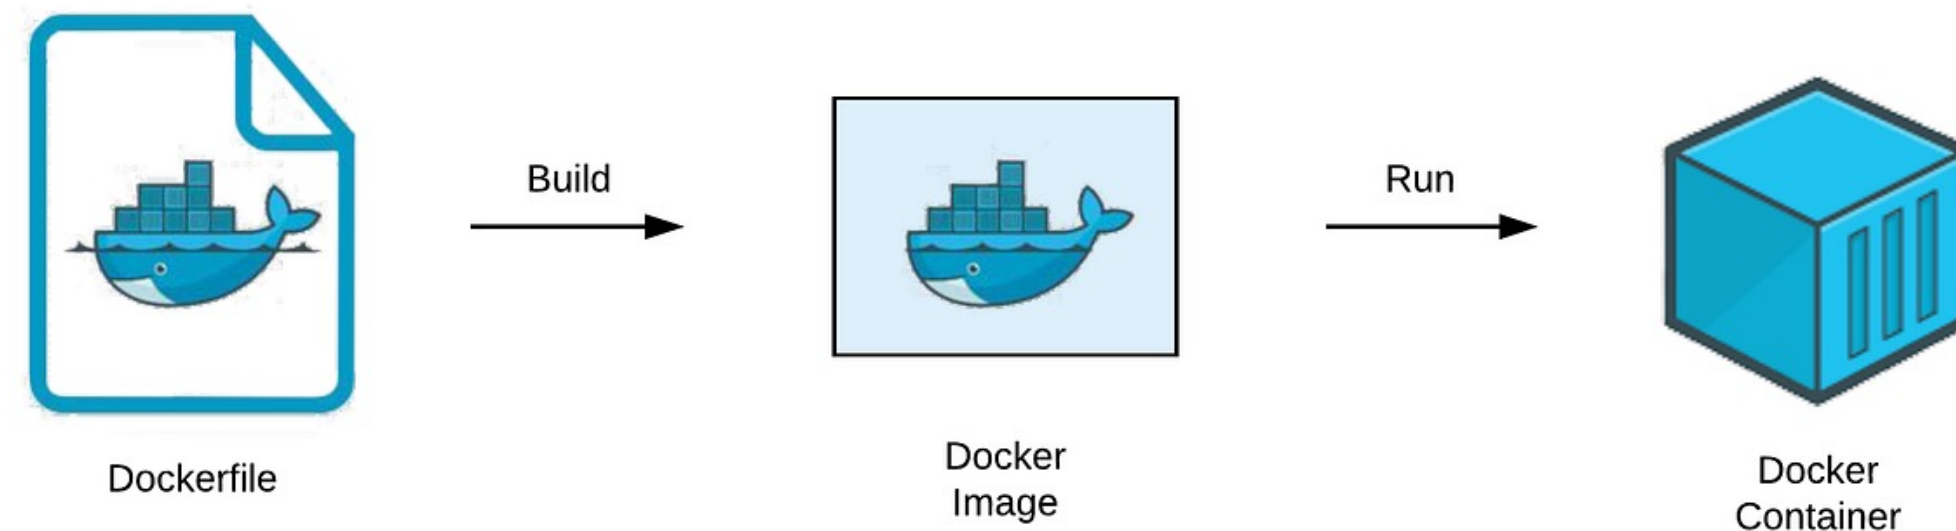 Build
Run
Dockerfile
Docker
Image
Docker
Container